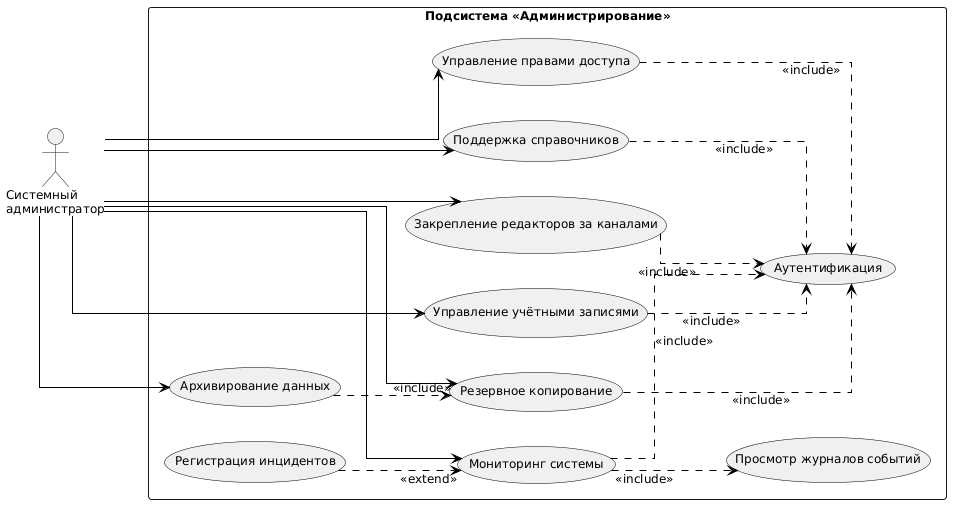 Подсистема «Администрирование»
Управление правами доступа
«include»
Поддержка справочников
«include»
Системный
администратор
Закрепление редакторов за каналами
Аутентификация
«include»
Управление учётными записями
«include»
«include»
Архивирование данных
«include»
Резервное копирование
«include»
Регистрация инцидентов
«extend»
Мониторинг системы
«include»
Просмотр журналов событий